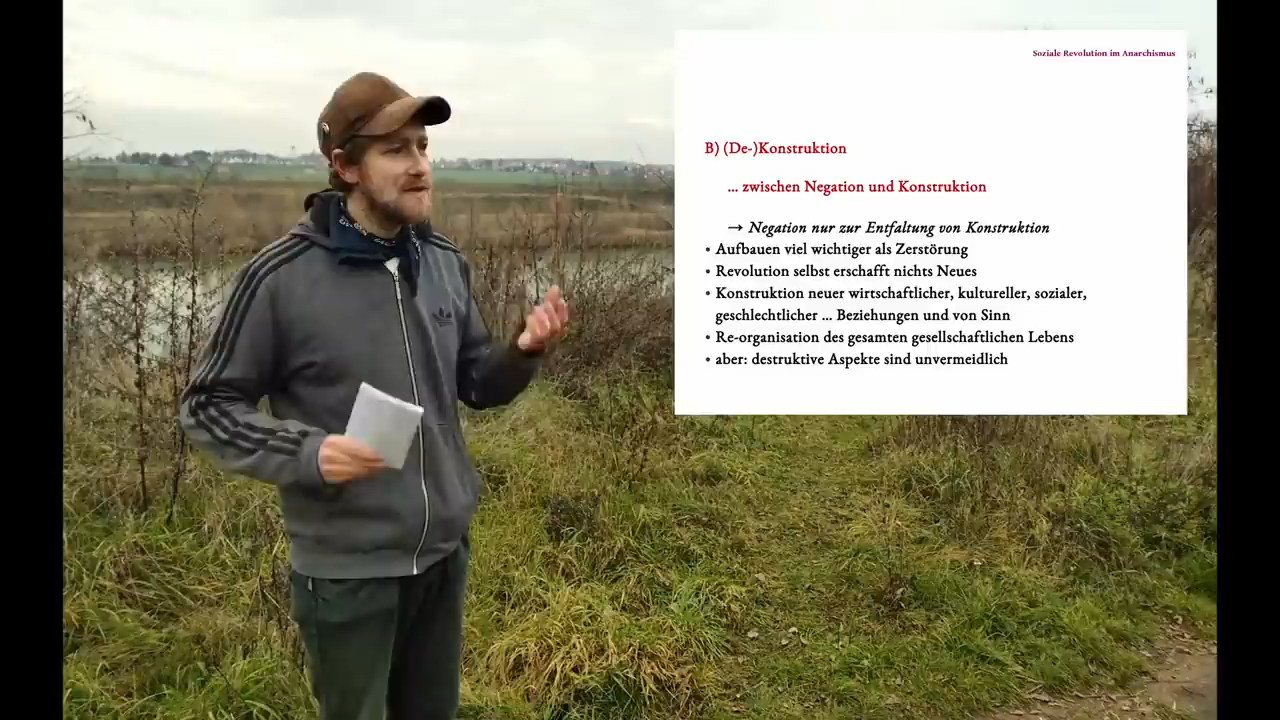 Soziale Revolution im Anarchismus
B) (De-)Konstruktion
... zwischen Negation und Konstruktion
→ Negation nur zur Entfaltung von Konstruktion
• Aufbauen viel wichtiger als Zerstörung
• Revolution selbst erschafft nichts Neues
• Konstruktion neuer wirtschaftlicher, kultureller, sozialer,
geschlechtlicher ... Beziehungen und von Sinn
• Re-organisation des gesamten gesellschaftlichen Lebens
• aber: destruktive Aspekte sind unvermeidlich